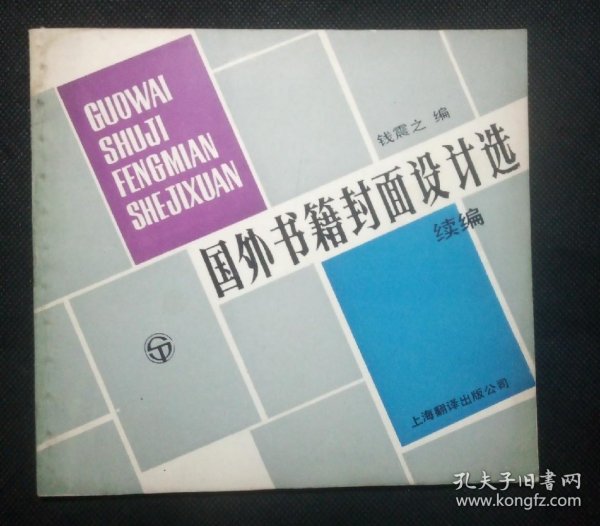 GUOWAI
SHUJI
FENGMIAN
SHEJIXUAN
钱震之 编
国外书籍封面设计选
续编
上海翻译出版公司
孔夫子旧书网
www.kongfz.com